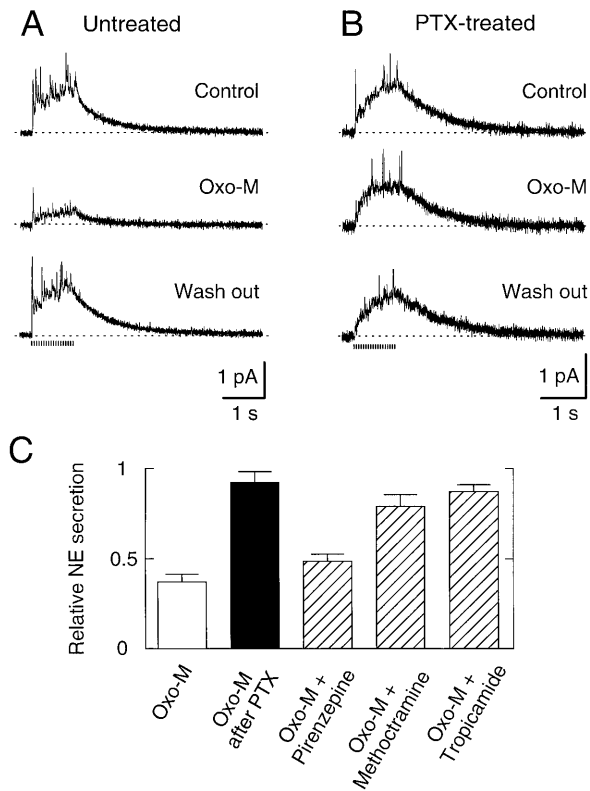 A
Untreated
Control
Oxo-M
Wash out
1 pA
1 s
B
PTX-treated
Control
Oxo-M
Wash out
1 pA
1 s
C
Relative NE secretion
1
0.5
0
Oxo-M
Oxo-M
after PTX
Oxo-M +
Pirenzepine
Oxo-M +
Methoctramine
Oxo-M +
Tropicamide